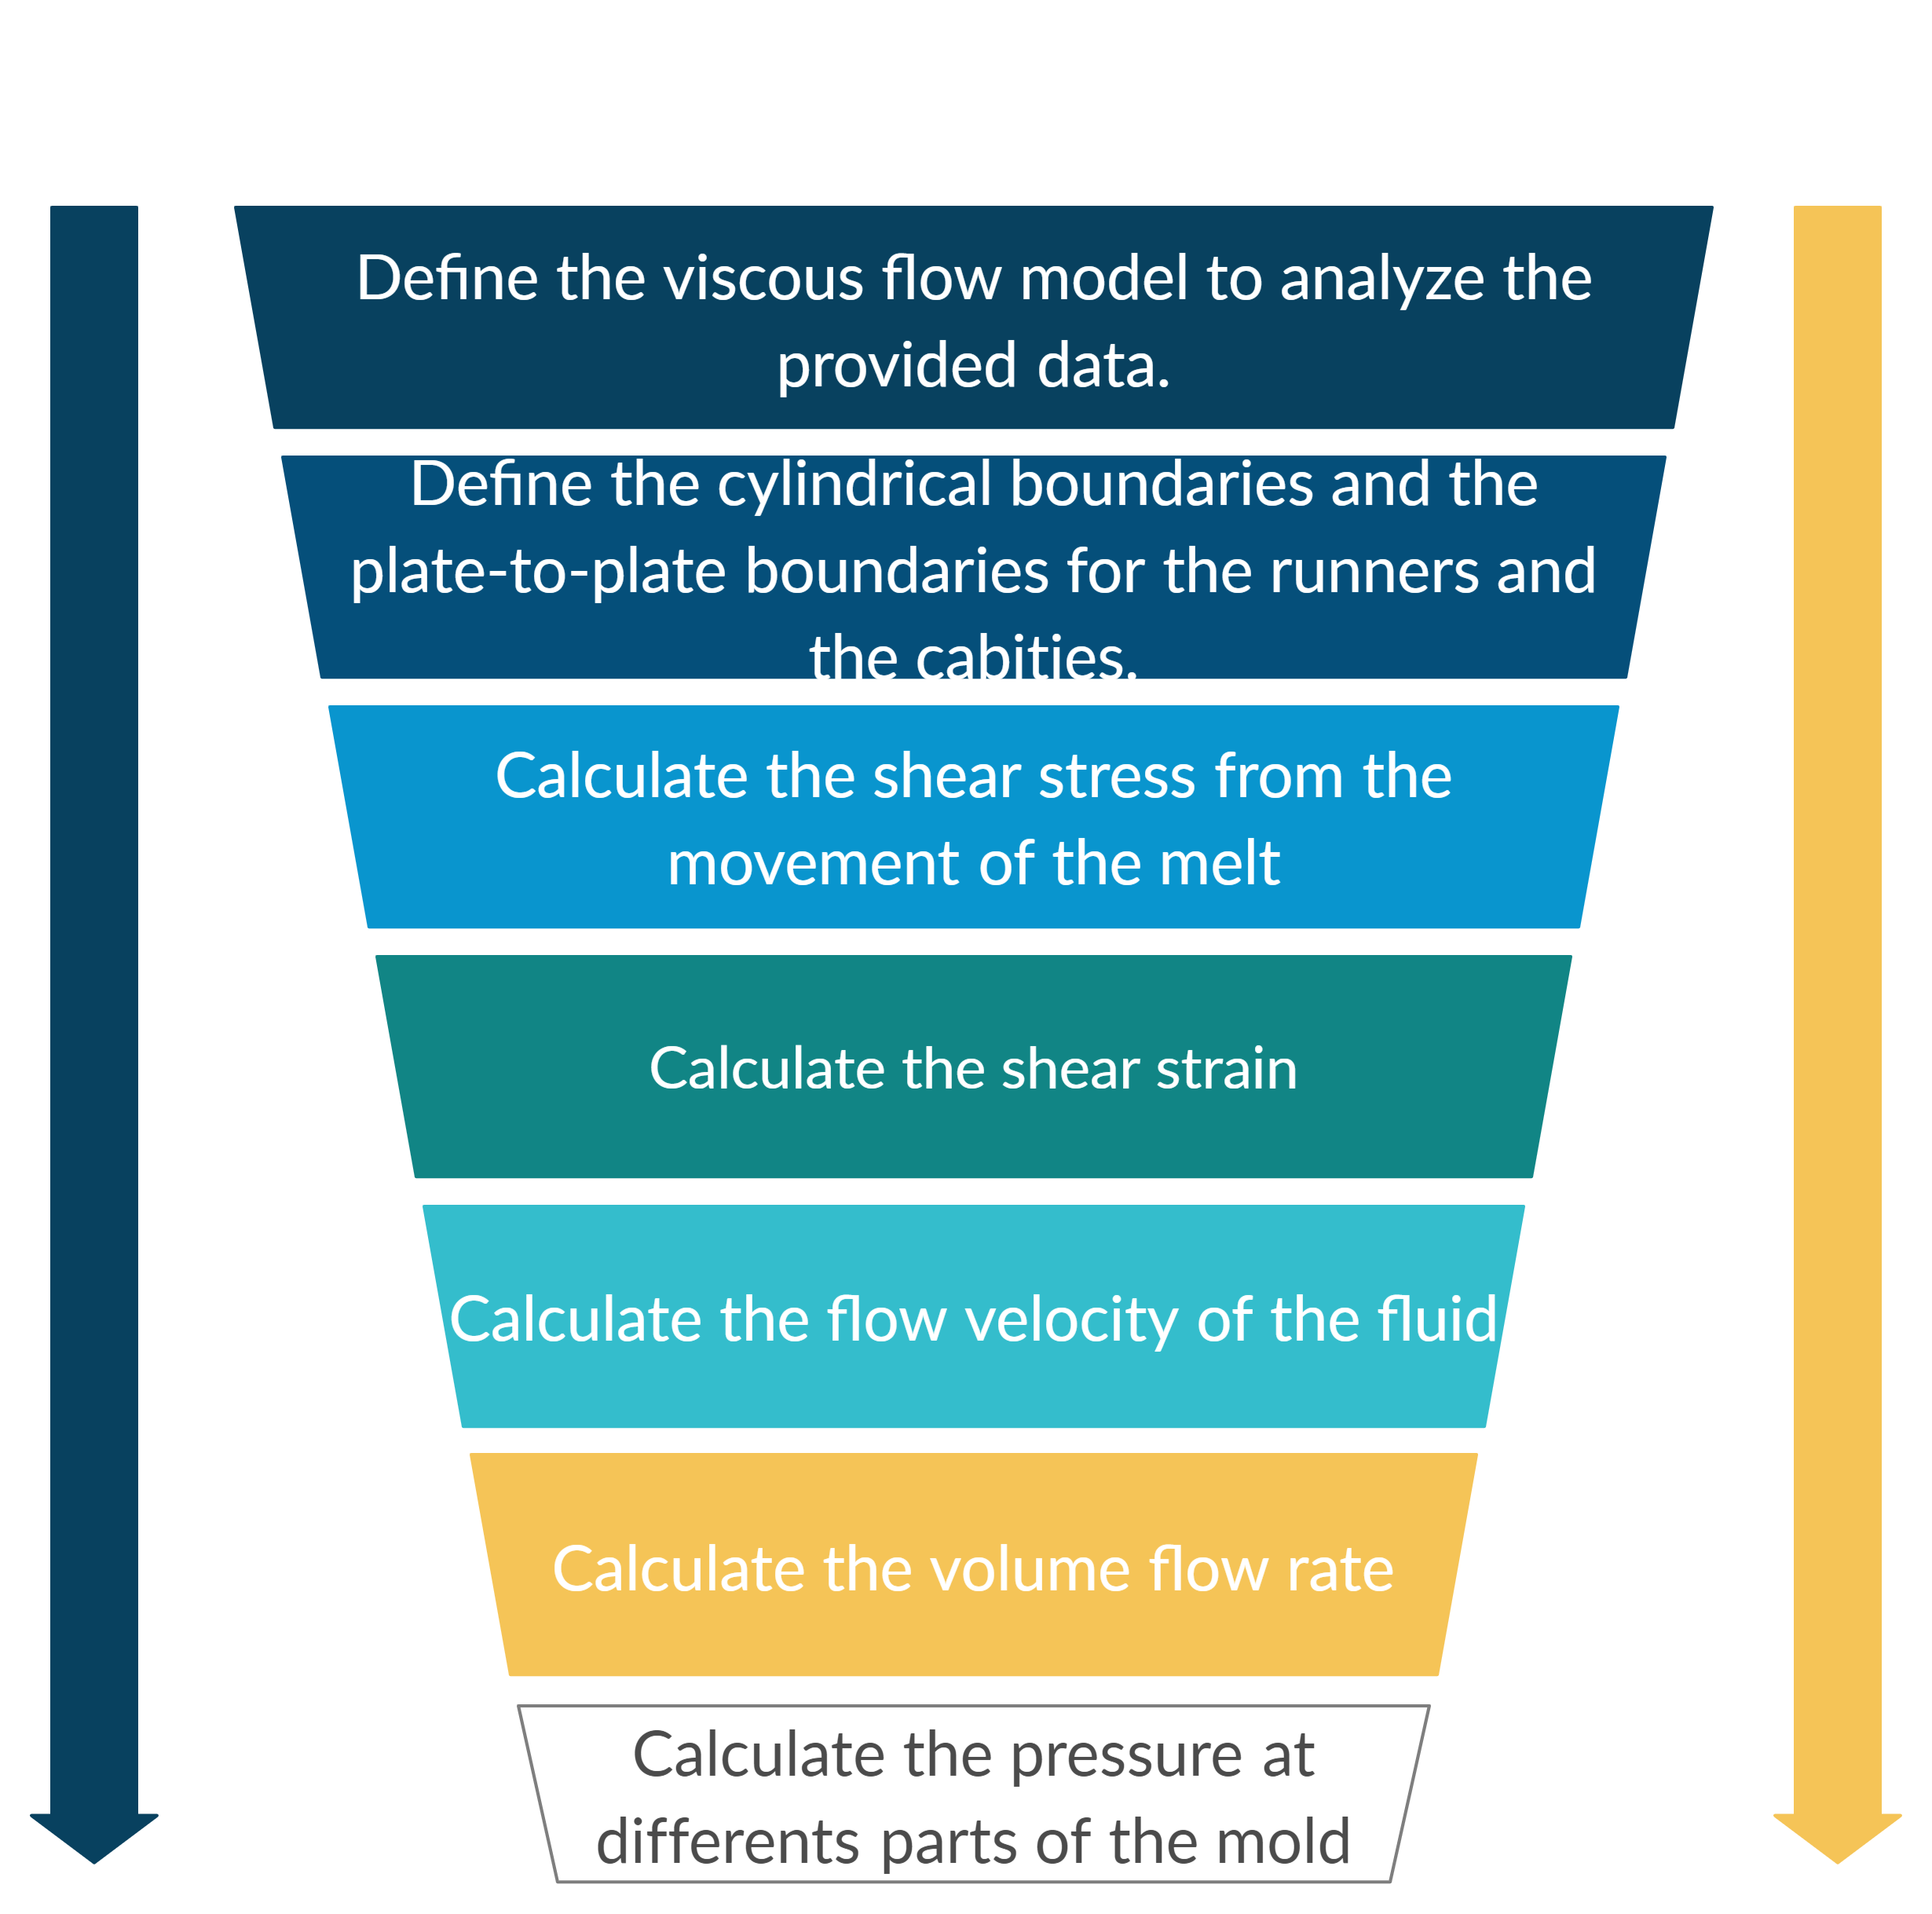 Define the viscous flow model to analyze the
provided data.
Define the cylindrical boundaries and the
plate-to-plate boundaries for the runners and
the cabities.
Calculate the shear stress from the
movement of the melt
Calculate the shear strain
Calculate the flow velocity of the fluid
Calculate the volume flow rate
Calculate the pressure at
differents parts of the mold